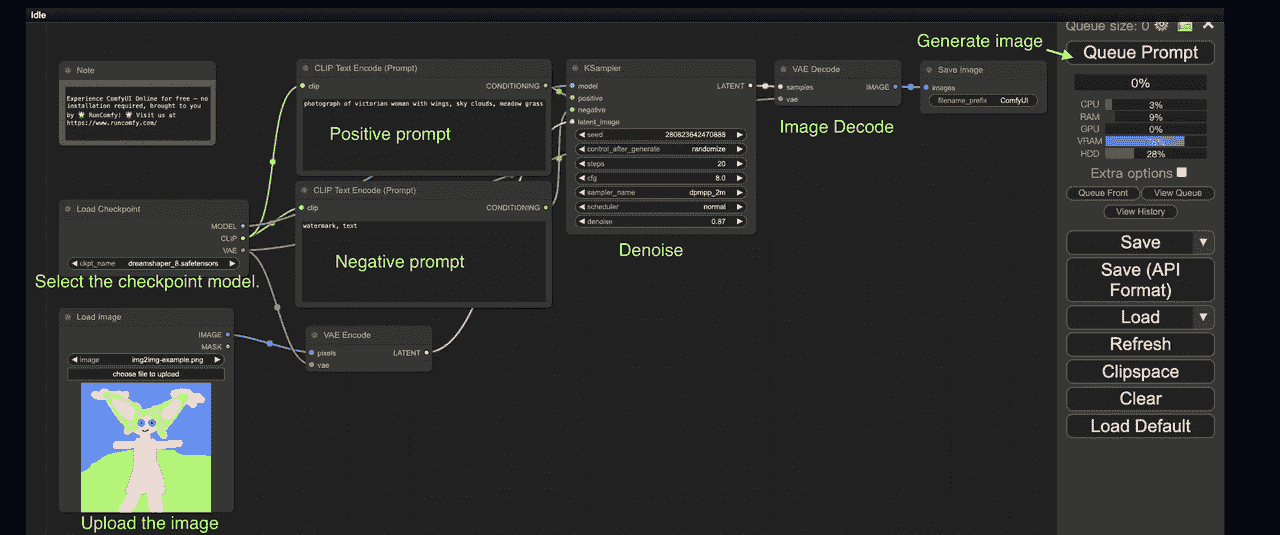 Idle
Queue size: 0
Generate image
Queue Prompt
0%
CPU 3%
RAM 9%
GPU 0%
VRAM
HDD 28%
Extra options
Queue Front
View Queue
View History
Save
Save (API
Format)
Load
Refresh
Clipspace
Clear
Load Default
Note
Experience ComfyUI Online for free – no
installation required, brought to you
by 🌟 RunComfy! 🌟 Visit us at
https://www.runcomfy.com/
CLIP Text Encode (Prompt)
clip CONDITIONING
photograph of victorian woman with wings, sky clouds, meadow grass
Positive prompt
CLIP Text Encode (Prompt)
clip CONDITIONING
watermark, text
Negative prompt
KSampler
model LATENT
positive
negative
latent_image
seed 280823642470888
control_after_generate randomize
steps 20
cfg 8.0
sampler_name dpmpp_2m
scheduler normal
denoise 0.87
Denoise
VAE Decode
samples IMAGE
vae
Image Decode
Save Image
images
filename_prefix ComfyUI
Load Checkpoint
MODEL
CLIP
VAE
ckpt_name dreamshaper_8.safetensors
Select the checkpoint model.
Load Image
IMAGE
MASK
image img2img-example.png
choose file to upload
Upload the image
VAE Encode
pixels LATENT
vae